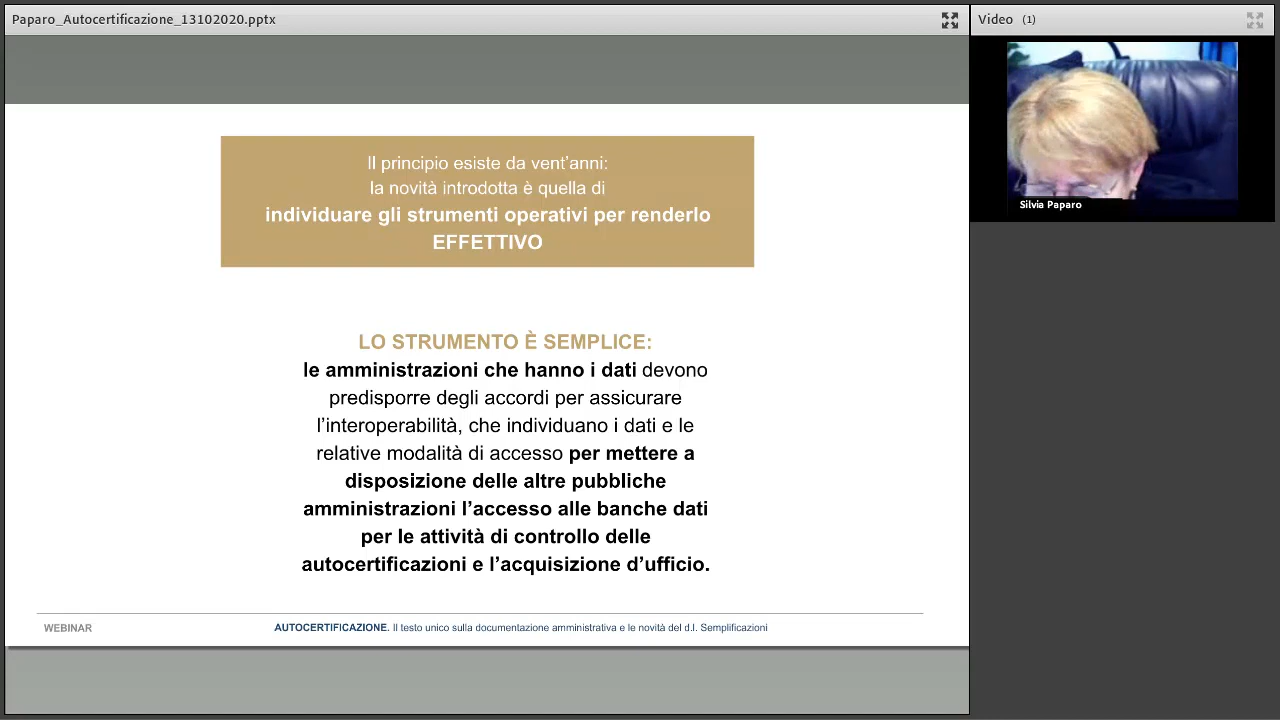 Paparo_Autocertificazione_13102020.pptx
Video (1)
Silvia Paparo
Il principio esiste da vent'anni:
la novità introdotta è quella di
individuare gli strumenti operativi per renderlo
EFFETTIVO
LO STRUMENTO È SEMPLICE:
le amministrazioni che hanno i dati devono
predisporre degli accordi per assicurare
l'interoperabilità, che individuano i dati e le
relative modalità di accesso per mettere a
disposizione delle altre pubbliche
amministrazioni l'accesso alle banche dati
per le attività di controllo delle
autocertificazioni e l'acquisizione d'ufficio.
WEBINAR
AUTOCERTIFICAZIONE. Il testo unico sulla documentazione amministrativa e le novità del d.l. Semplificazioni